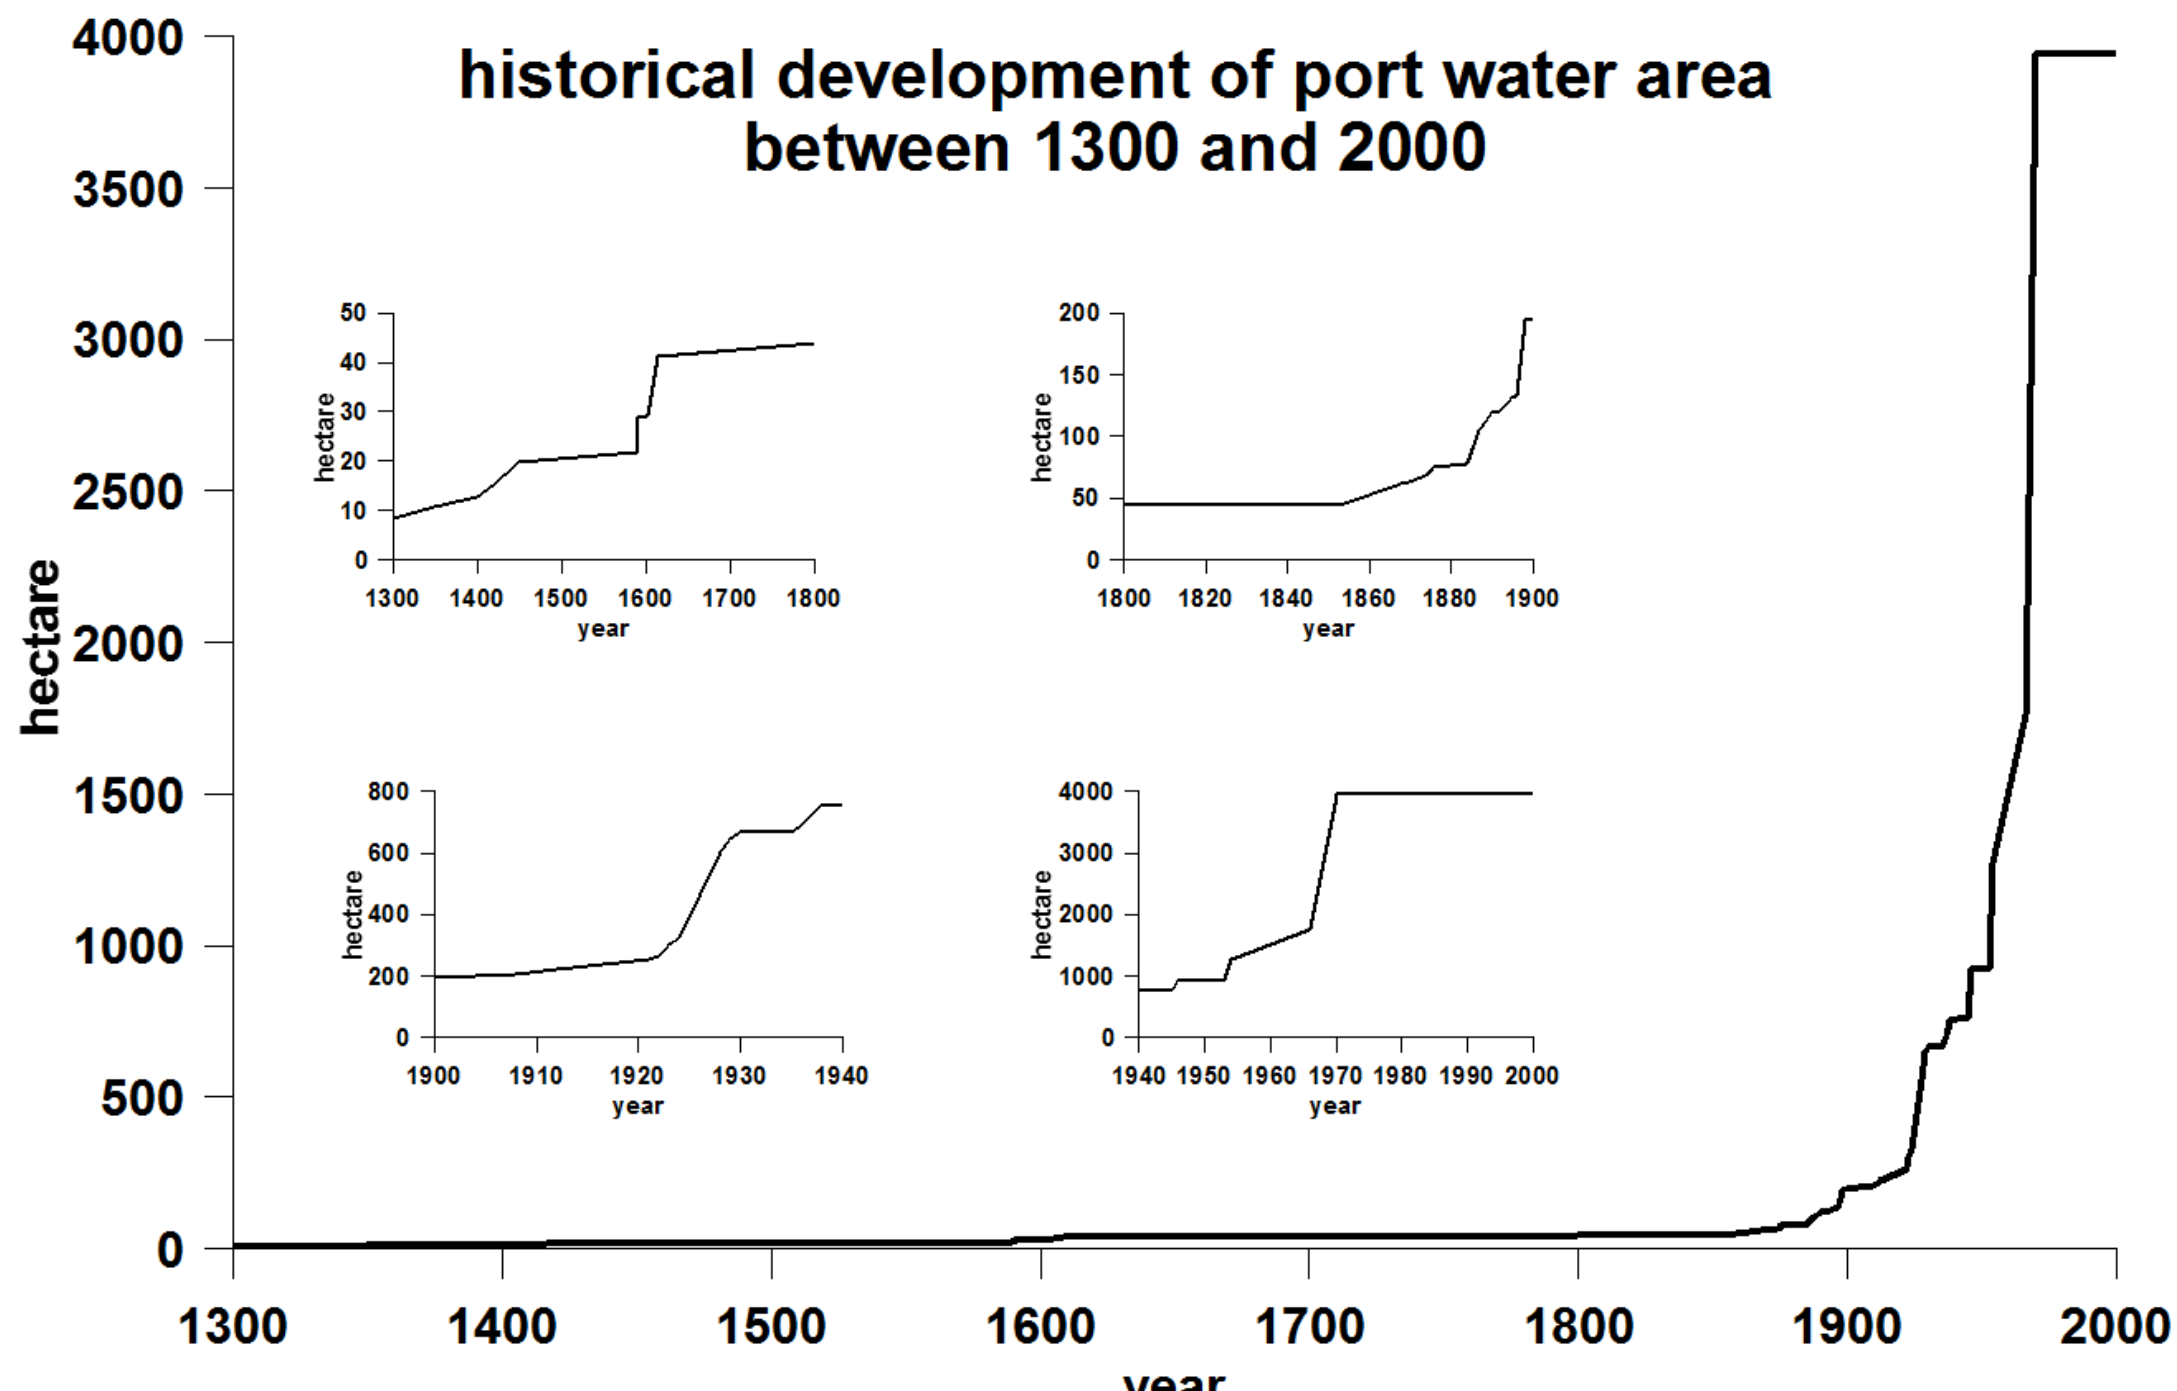 historical development of port water area
between 1300 and 2000
4000
3500
3000
2500
2000
1500
1000
500
0
hectare
1300 1400 1500 1600 1700 1800 1900 2000
year
50
40
30
20
10
0
hectare
1300 1400 1500 1600 1700 1800
year
200
150
100
50
0
hectare
1800 1820 1840 1860 1880 1900
year
800
600
400
200
0
hectare
1900 1910 1920 1930 1940
year
4000
3000
2000
1000
0
hectare
1940 1950 1960 1970 1980 1990 2000
year